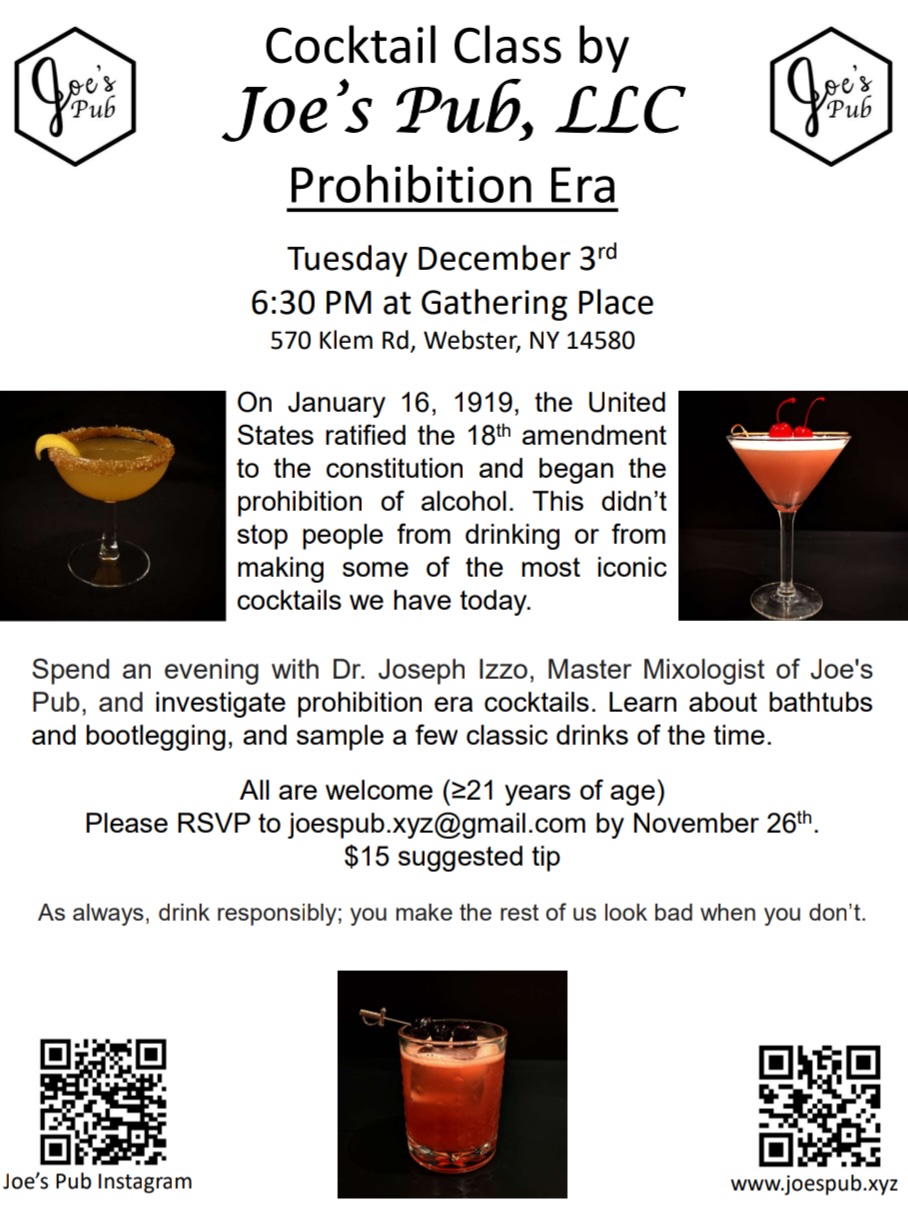 Joe's
Pub
Cocktail Class by
Joe's
Pub
Joe's Pub, LLC
Prohibition Era
Tuesday December 3rd
6:30 PM at Gathering Place
570 Klem Rd, Webster, NY 14580
On January 16, 1919, the United
States ratified the 18th amendment
to the constitution and began the
prohibition of alcohol. This didn't
stop people from drinking or from
making some of the most iconic
cocktails we have today.
Spend an evening with Dr. Joseph Izzo, Master Mixologist of Joe's
Pub, and investigate prohibition era cocktails. Learn about bathtubs
and bootlegging, and sample a few classic drinks of the time.
All are welcome (≥21 years of age)
Please RSVP to joespub.xyz@gmail.com by November 26th.
$15 suggested tip
As always, drink responsibly; you make the rest of us look bad when you don't.
Joe's Pub Instagram
www.joespub.xyz